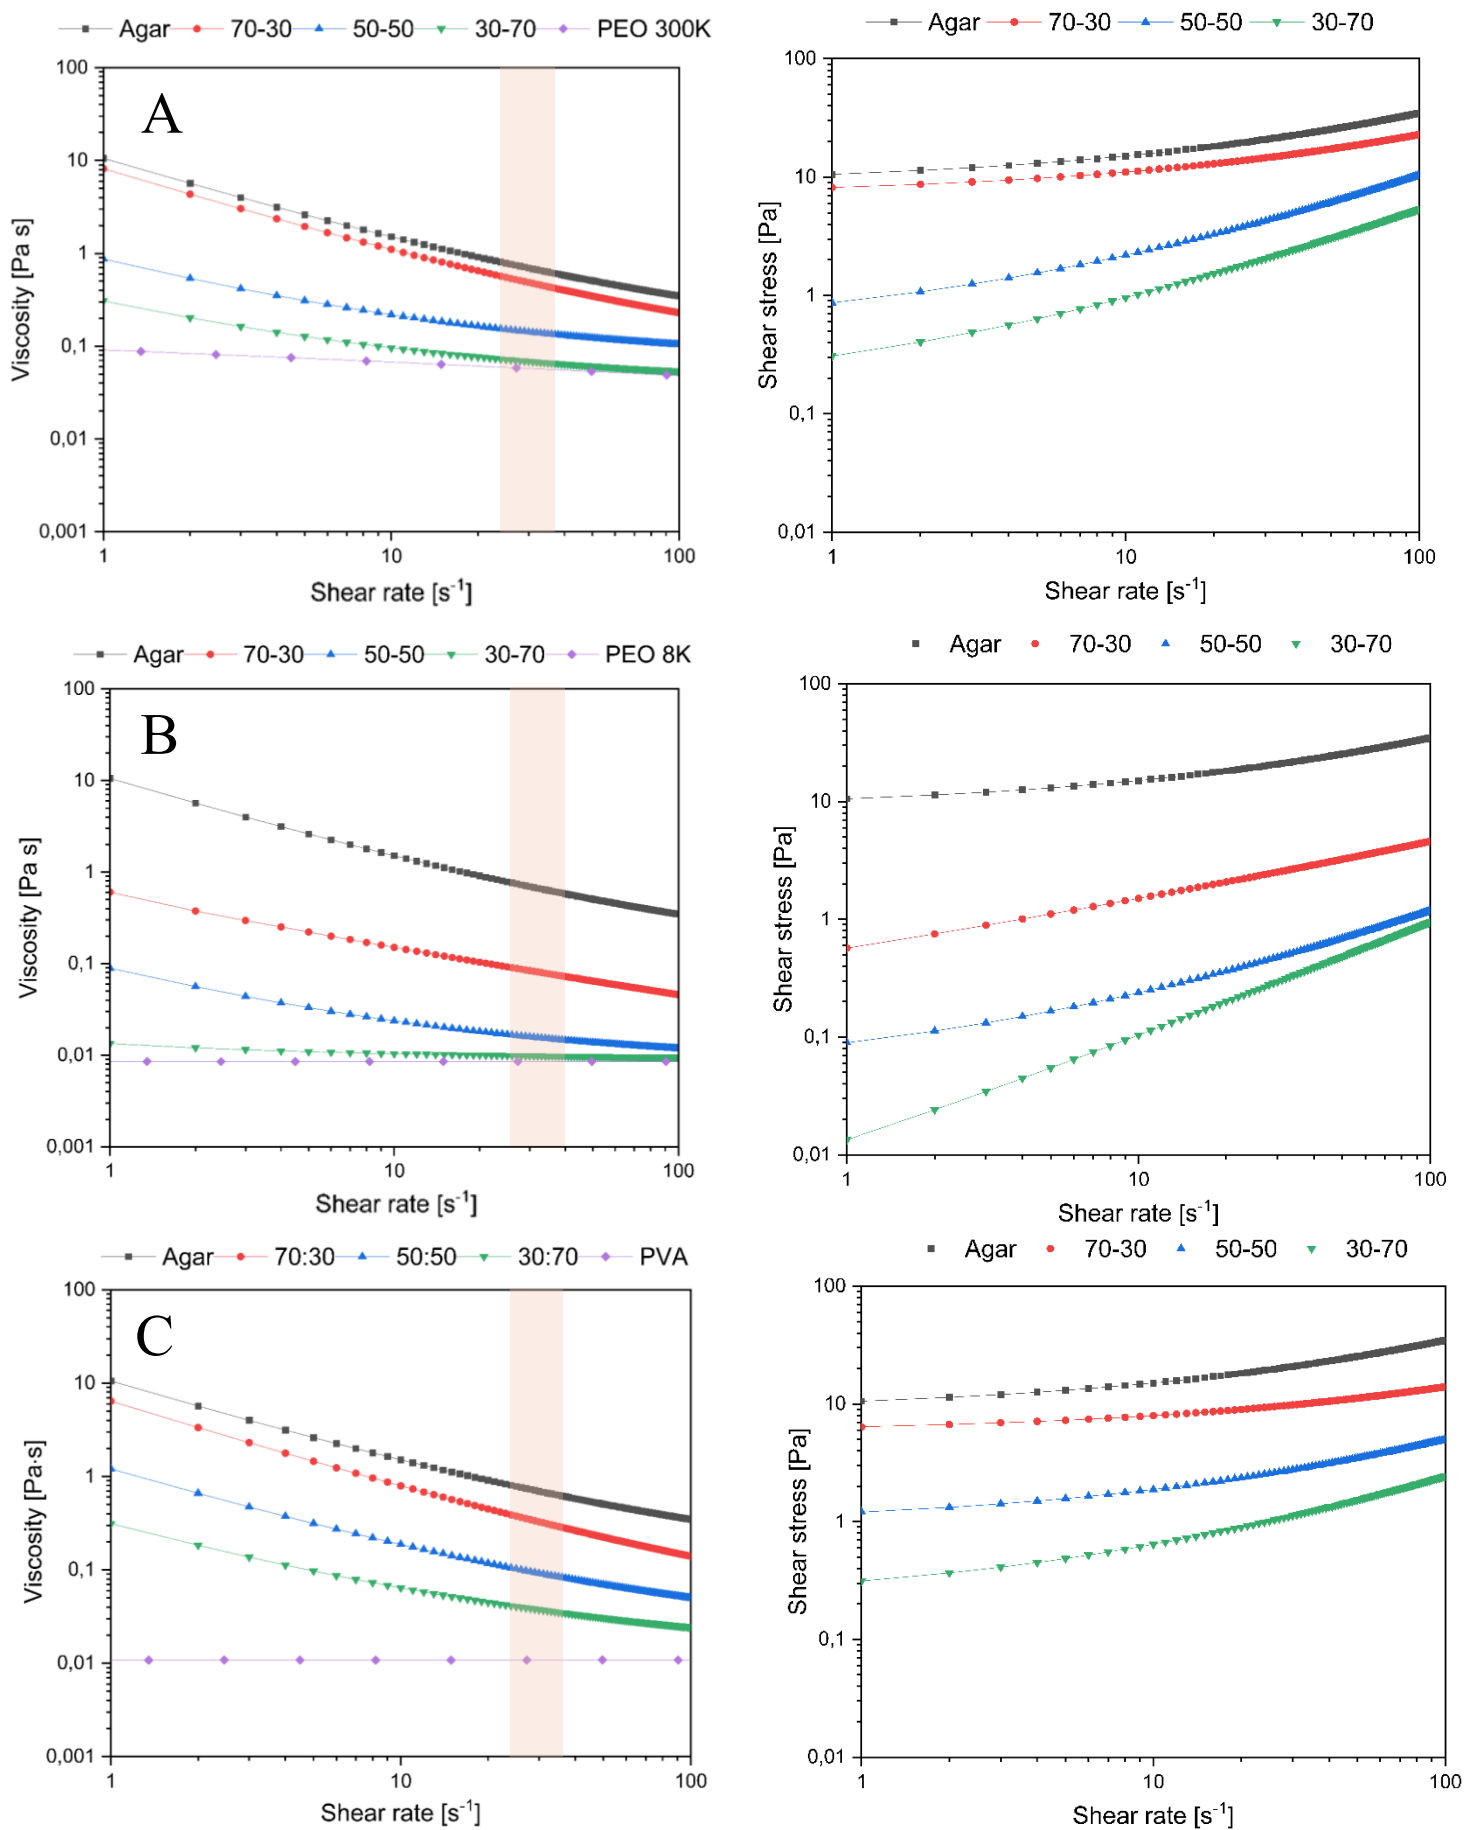 Agar 70-30 50-50 30-70 PEO 300K
A
100
10
1
0,1
0,01
0,001
Viscosity [Pa s]
1 10 100
Shear rate [s-1]
Agar 70-30 50-50 30-70
100
10
1
0,1
0,01
Shear stress [Pa]
1 10 100
Shear rate [s-1]
Agar 70-30 50-50 30-70 PEO 8K
B
100
10
1
0,1
0,01
0,001
Viscosity [Pa s]
1 10 100
Shear rate [s-1]
Agar 70-30 50-50 30-70
100
10
1
0,1
0,01
Shear stress [Pa]
1 10 100
Shear rate [s-1]
Agar 70:30 50:50 30:70 PVA
C
100
10
1
0,1
0,01
0,001
Viscosity [Pa·s]
1 10 100
Shear rate [s-1]
Agar 70-30 50-50 30-70
100
10
1
0,1
0,01
Shear stress [Pa]
1 10 100
Shear rate [s-1]